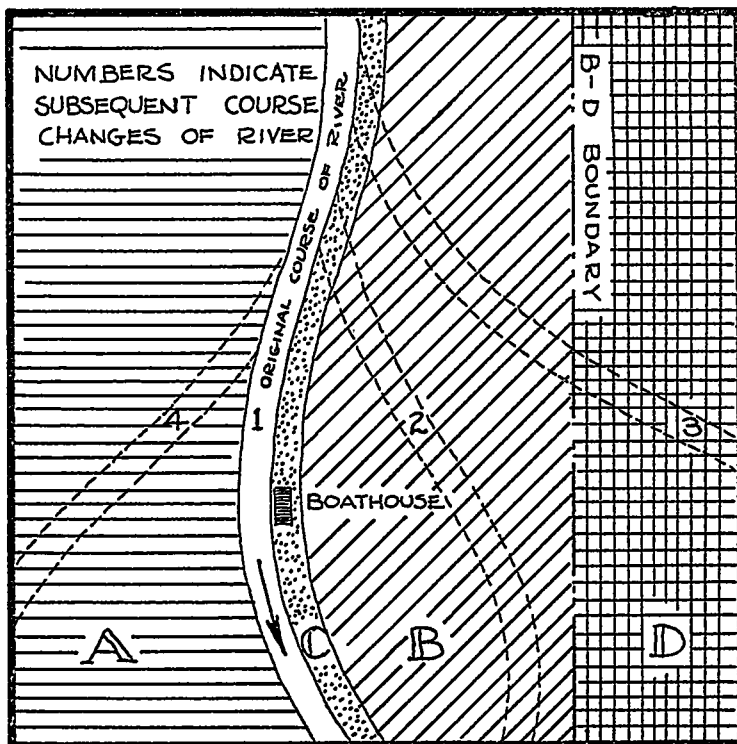 NUMBERS INDICATE
SUBSEQUENT COURSE
CHANGES OF RIVER
ORIGINAL COURSE OF RIVER
B-D BOUNDARY
4
1
2
3
BOATHOUSE
A
C
B
D